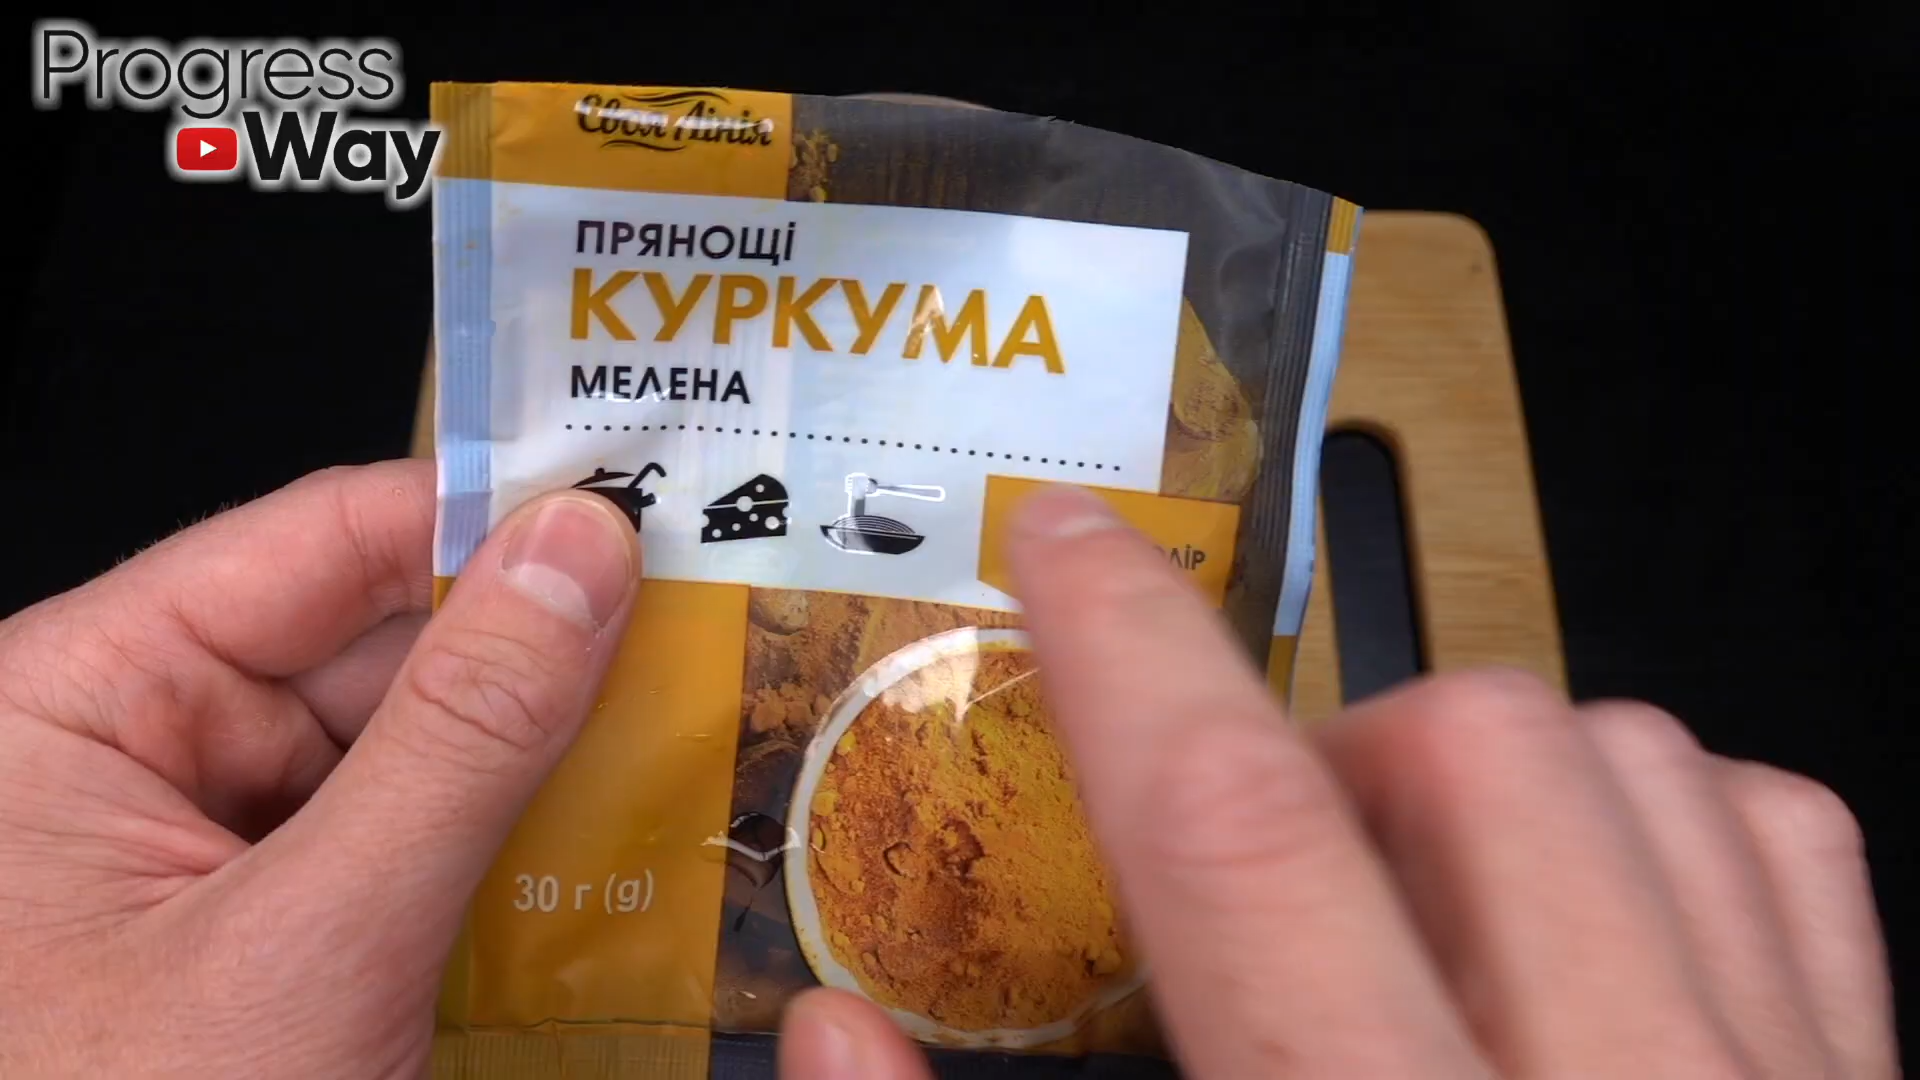 Progress
Way
Своя Лінія
ПРЯНОЩІ
КУРКУМА
МЕЛЕНА
30 г (g)